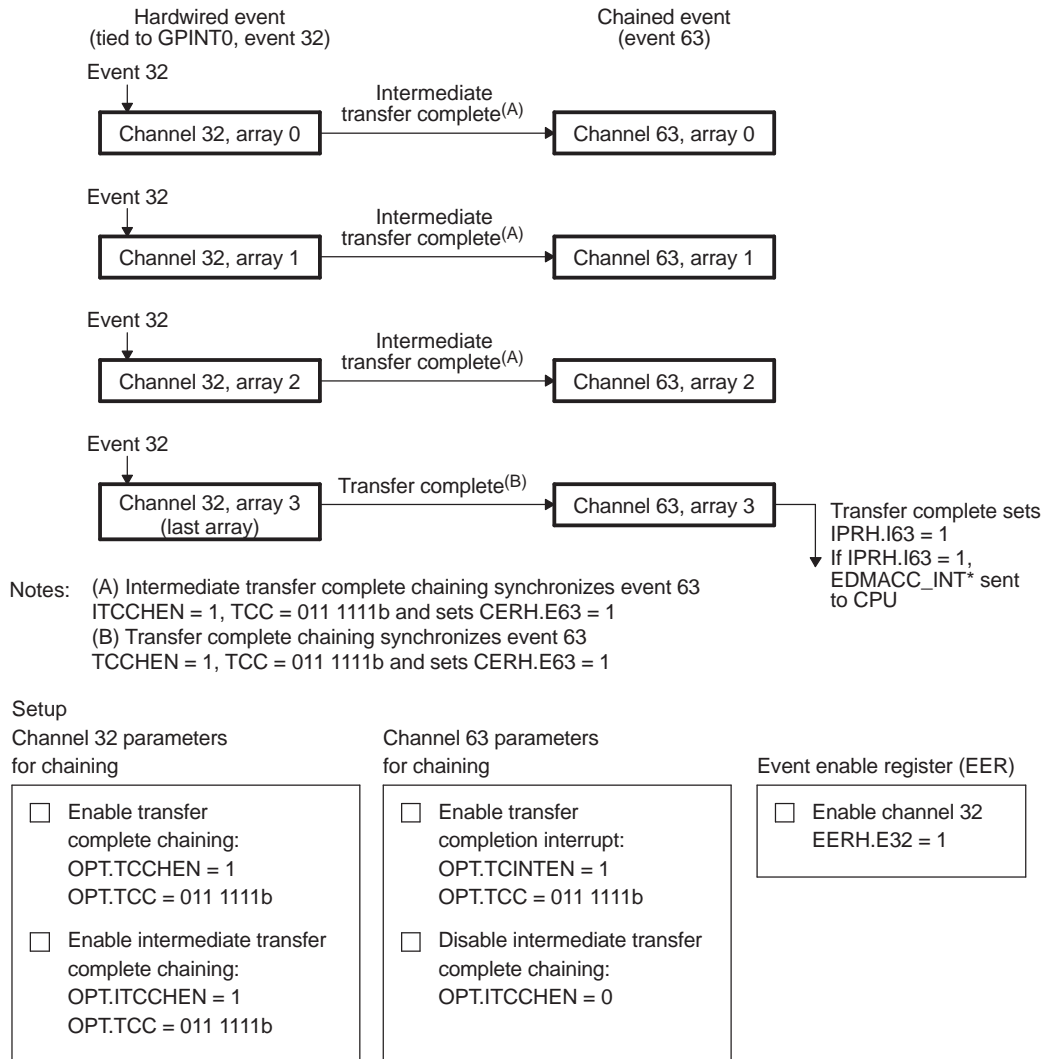 Hardwired event
(tied to GPINT0, event 32)
Chained event
(event 63)
Event 32
Channel 32, array 0
Intermediate
transfer complete(A)
Channel 63, array 0
Event 32
Channel 32, array 1
Intermediate
transfer complete(A)
Channel 63, array 1
Event 32
Channel 32, array 2
Intermediate
transfer complete(A)
Channel 63, array 2
Event 32
Channel 32, array 3
(last array)
Transfer complete(B)
Channel 63, array 3
Transfer complete sets
IPRH.I63 = 1
If IPRH.I63 = 1,
EDMACC_INT* sent
to CPU
Notes: (A) Intermediate transfer complete chaining synchronizes event 63
ITCCHEN = 1, TCC = 011 1111b and sets CERH.E63 = 1
(B) Transfer complete chaining synchronizes event 63
TCCHEN = 1, TCC = 011 1111b and sets CERH.E63 = 1
Setup
Channel 32 parameters
for chaining
Enable transfer
complete chaining:
OPT.TCCHEN = 1
OPT.TCC = 011 1111b
Enable intermediate transfer
complete chaining:
OPT.ITCCHEN = 1
OPT.TCC = 011 1111b
Channel 63 parameters
for chaining
Enable transfer
completion interrupt:
OPT.TCINTEN = 1
OPT.TCC = 011 1111b
Disable intermediate transfer
complete chaining:
OPT.ITCCHEN = 0
Event enable register (EER)
Enable channel 32
EERH.E32 = 1